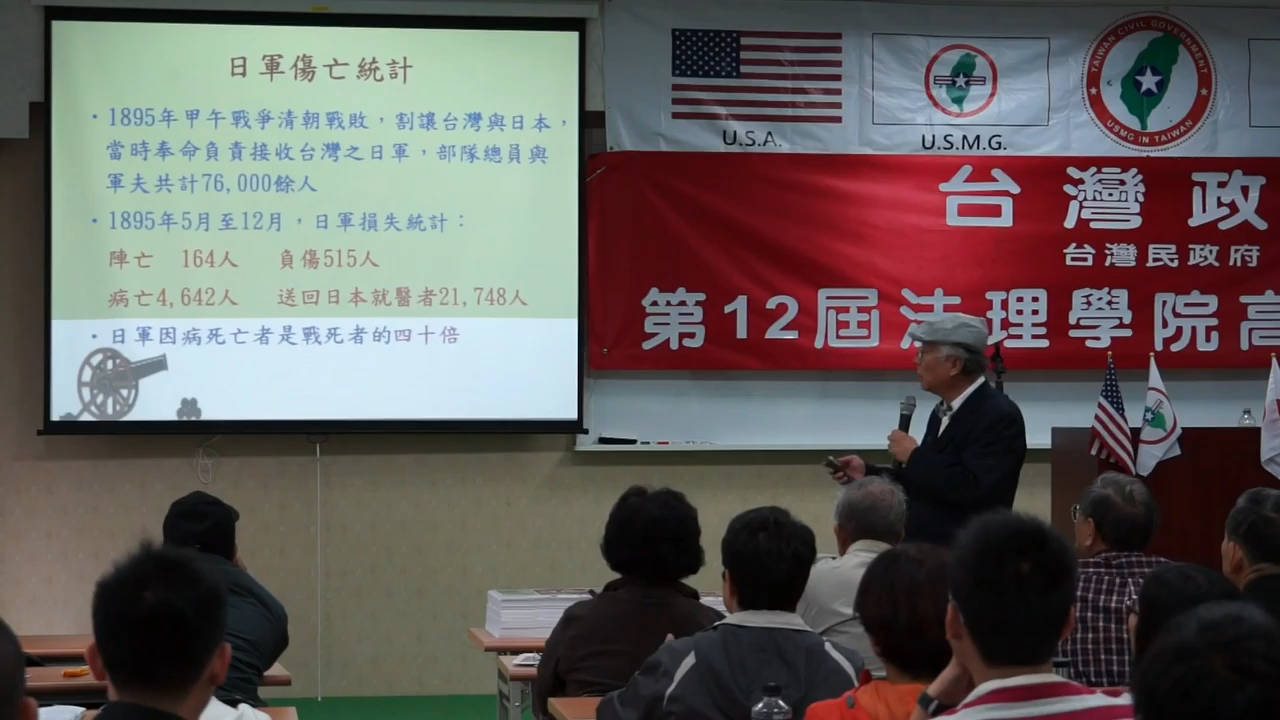 日軍傷亡統計
• 1895年甲午戰爭清朝戰敗，割讓台灣與日本，
當時奉命負責接收台灣之日軍，部隊總員與
軍夫共計76,000餘人
• 1895年5月至12月，日軍損失統計：
陣亡 164人 負傷515人
病亡4,642人 送回日本就醫者21,748人
• 日軍因病死亡者是戰死者的四十倍
U.S.A.
U.S.M.G.
TAIWAN CIVIL GOVERNMENT
USMG IN TAIWAN
台灣政
台灣民政府
第12屆法理學院高